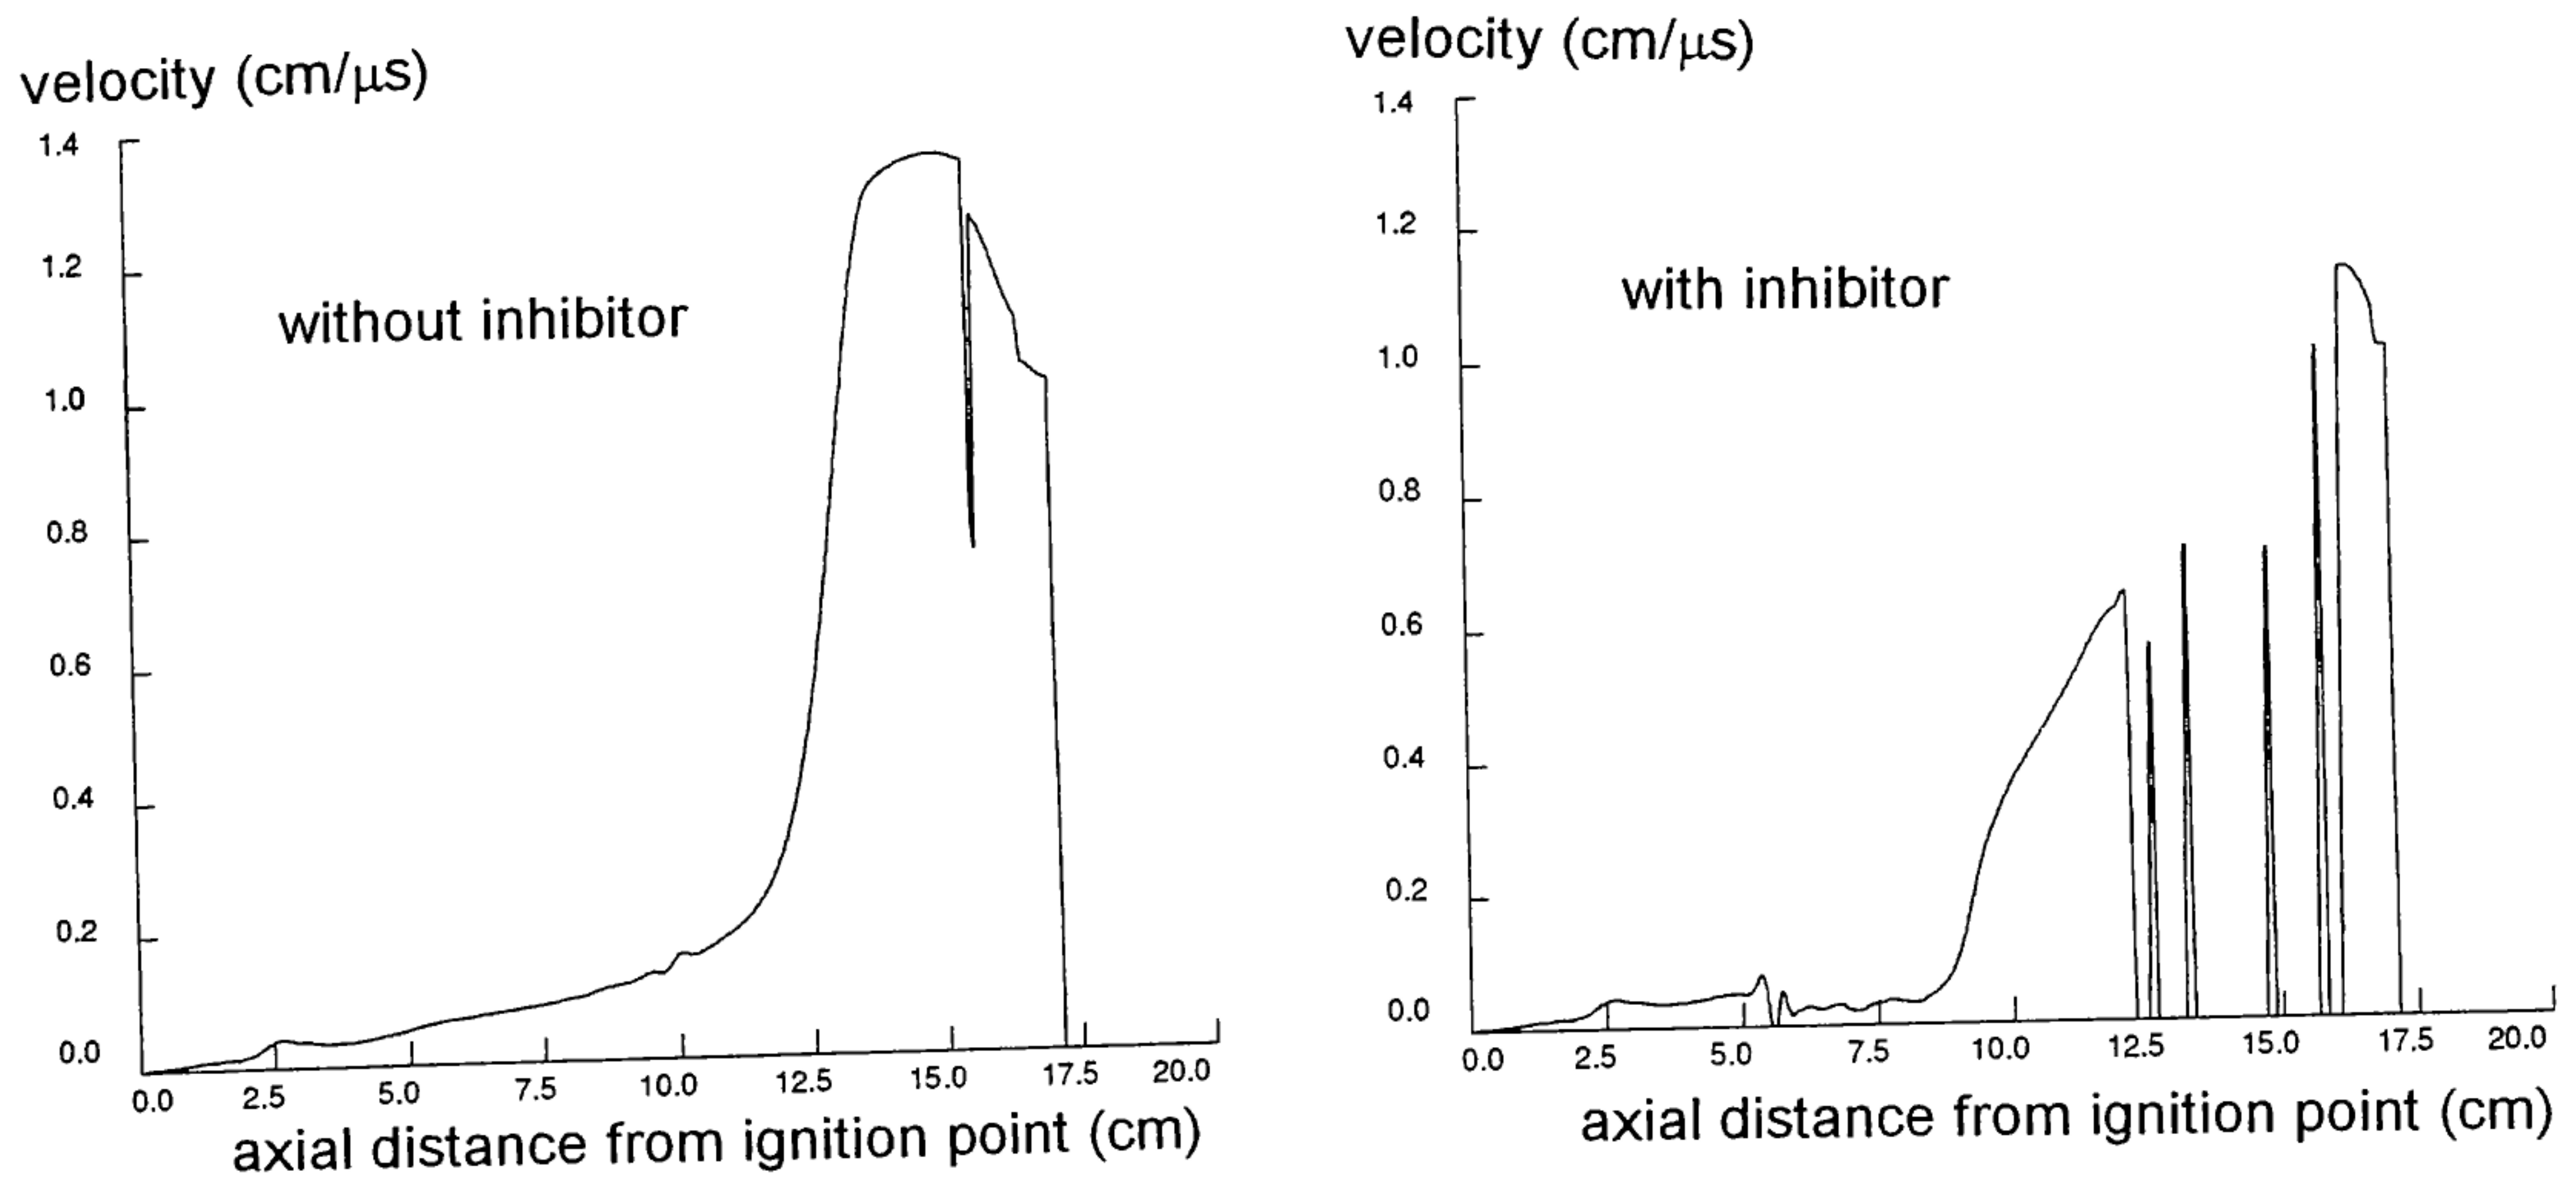 velocity (cm/μs)
1.4
1.2
1.0
0.8
0.6
0.4
0.2
0.0
without inhibitor
0.0 2.5 5.0 7.5 10.0 12.5 15.0 17.5 20.0
axial distance from ignition point (cm)
velocity (cm/μs)
1.4
1.2
1.0
0.8
0.6
0.4
0.2
0.0
with inhibitor
0.0 2.5 5.0 7.5 10.0 12.5 15.0 17.5 20.0
axial distance from ignition point (cm)